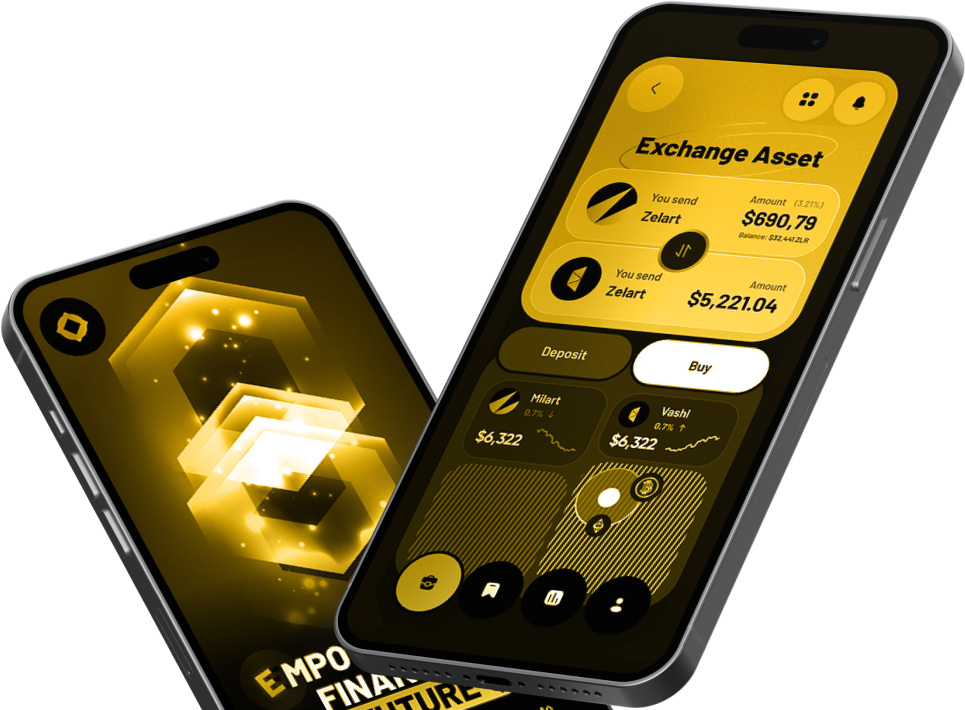 Exchange Asset
You send
Zelart
Amount (3.21%)
$690,79
Balance: $32,441 ZLR
You send
Zelart
Amount
$5,221.04
Deposit
Buy
Milart
0.7% ↓
$6,322
Vashl
0.7% ↑
$6,322
EMPO
FINAN
FUTURE